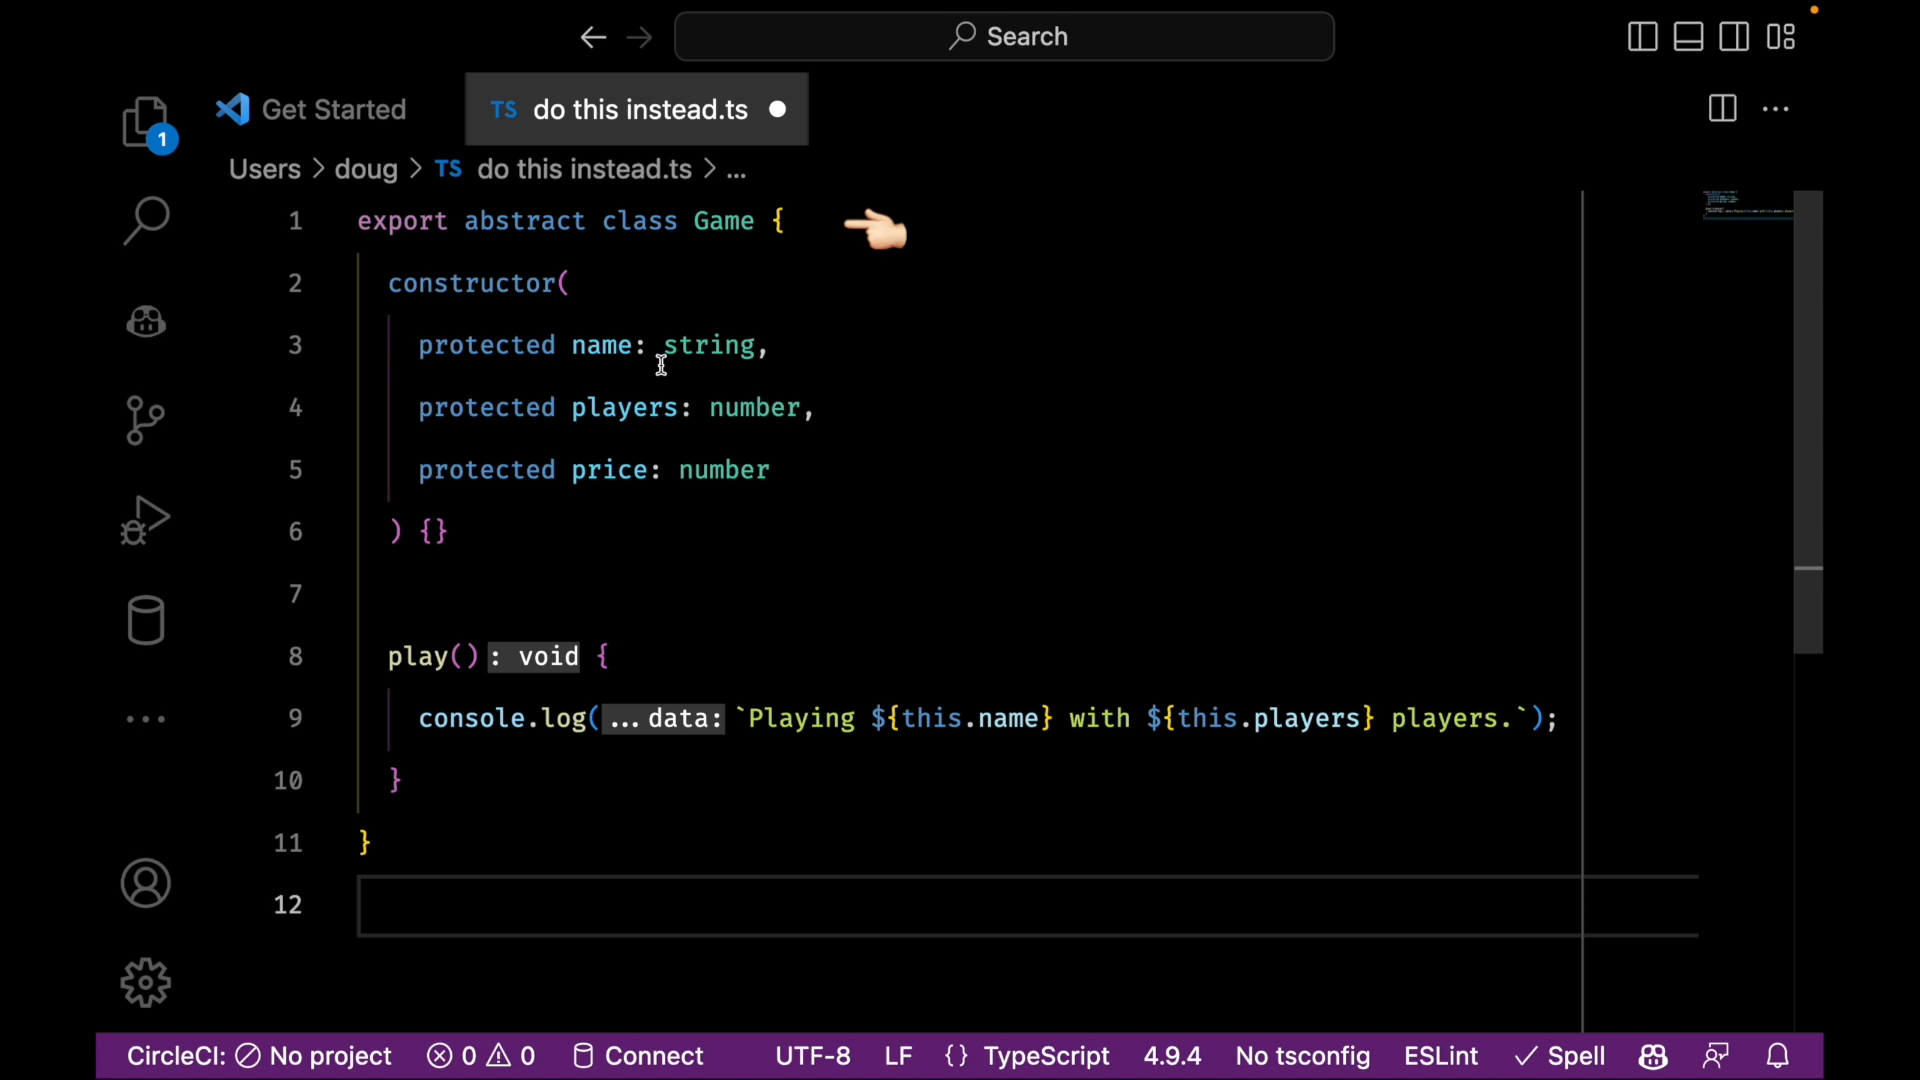 Search
Get Started
TS do this instead.ts
1
Users > doug > TS do this instead.ts > ...
1 export abstract class Game {
2 constructor(
3 protected name: string,
4 protected players: number,
5 protected price: number
6 ) {}
7
8 play(): void {
9 console.log(...data: `Playing ${this.name} with ${this.players} players.`);
10 }
11 }
12
CircleCI: No project 0 0 Connect UTF-8 LF {} TypeScript 4.9.4 No tsconfig ESLint Spell